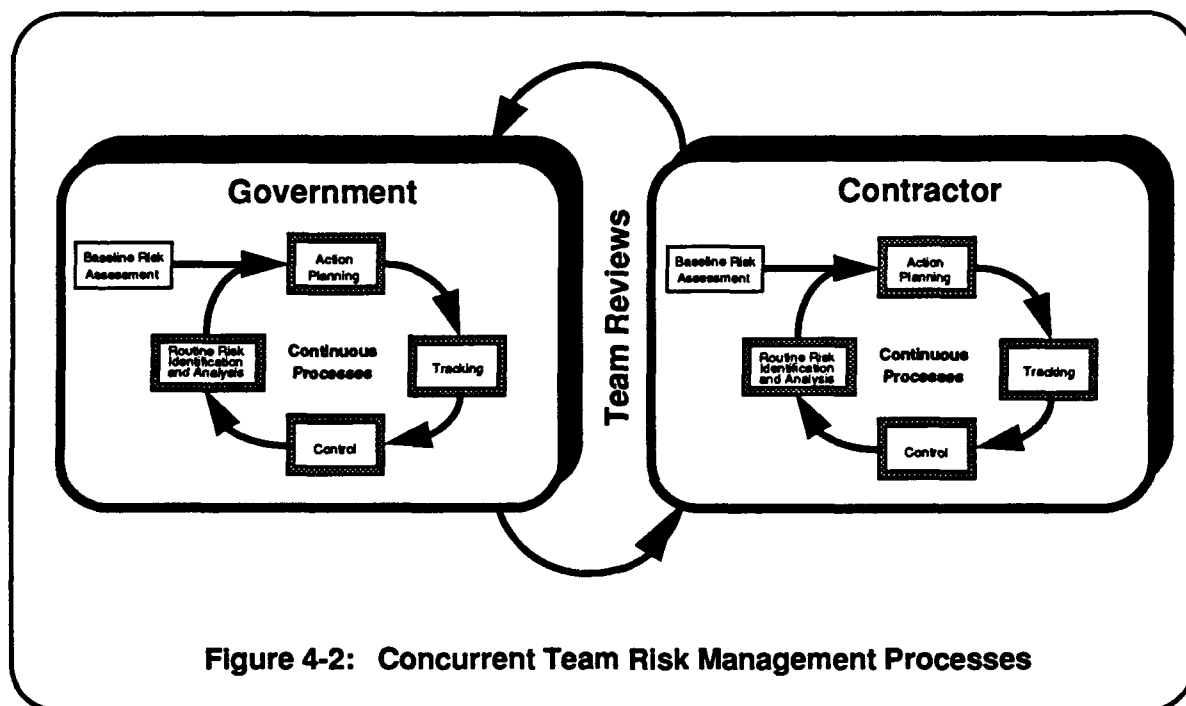 Government
Baseline Risk
Assessment
Action
Planning
Routine Risk
Identification
and Analysis
Continuous
Processes
Tracking
Control
Team Reviews
Contractor
Baseline Risk
Assessment
Action
Planning
Routine Risk
Identification
and Analysis
Continuous
Processes
Tracking
Control
Figure 4-2: Concurrent Team Risk Management Processes